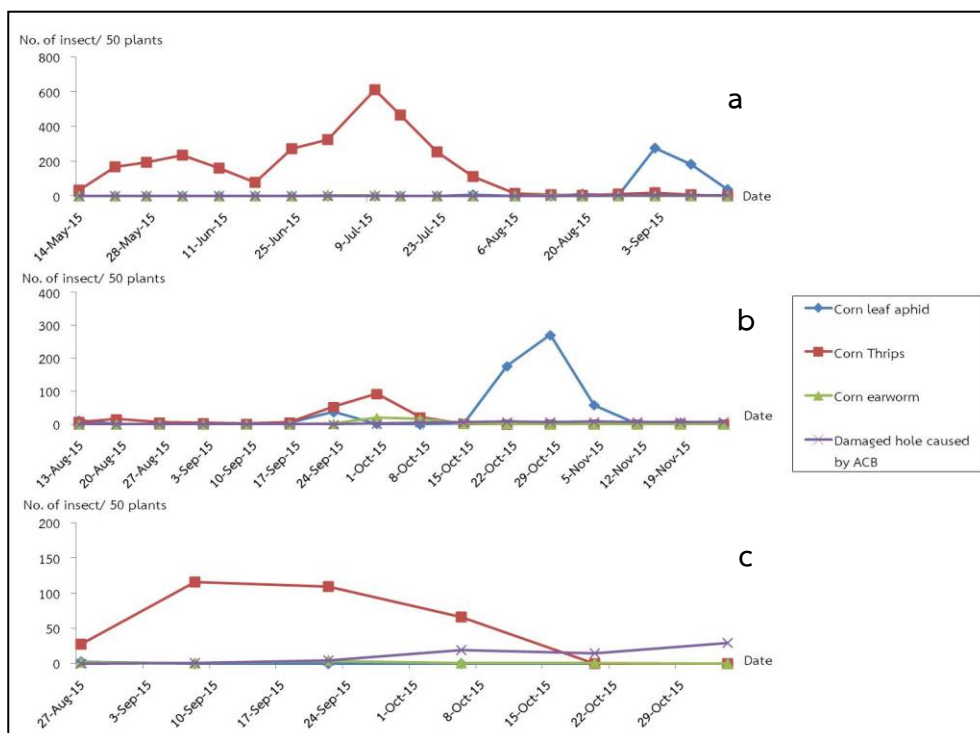 No. of insect/ 50 plants
a
800
600
400
200
0
Date
14-May-15
28-May-15
11-Jun-15
25-Jun-15
9-Jul-15
23-Jul-15
6-Aug-15
20-Aug-15
3-Sep-15
No. of insect/ 50 plants
b
400
300
200
100
0
Date
13-Aug-15
20-Aug-15
27-Aug-15
3-Sep-15
10-Sep-15
17-Sep-15
24-Sep-15
1-Oct-15
8-Oct-15
15-Oct-15
22-Oct-15
29-Oct-15
5-Nov-15
12-Nov-15
19-Nov-15
Corn leaf aphid
Corn Thrips
Corn earworm
Damaged hole caused
by ACB
No. of insect/ 50 plants
c
200
150
100
50
0
Date
27-Aug-15
3-Sep-15
10-Sep-15
17-Sep-15
24-Sep-15
1-Oct-15
8-Oct-15
15-Oct-15
22-Oct-15
29-Oct-15